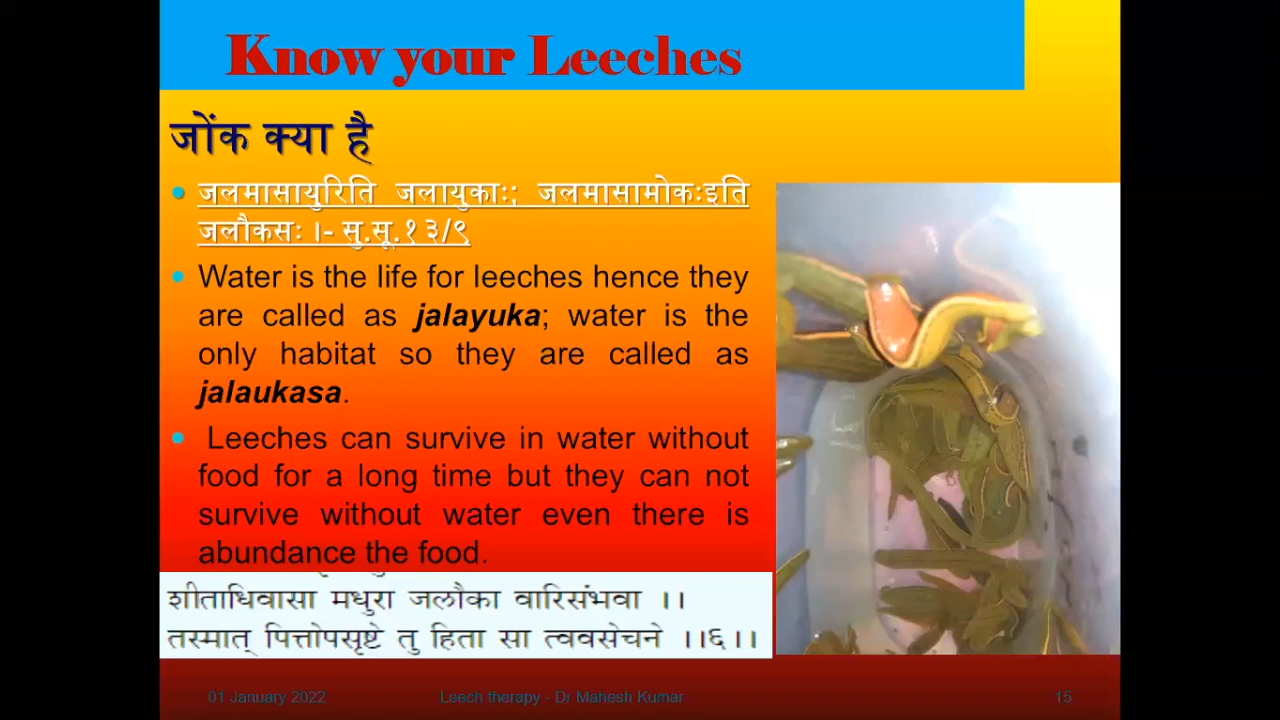 Know your Leeches
जोंक क्या है
जलमासायुरिति जलायुकाः; जलमासामोकःइति
जलौकसः ।- सु.सू.१३/९
Water is the life for leeches hence they
are called as jalayuka; water is the
only habitat so they are called as
jalaukasa.
Leeches can survive in water without
food for a long time but they can not
survive without water even there is
abundance the food.
शीताधिवासा मधुरा जलौका वारिसंभवा ।।
तस्मात् पित्तोपसृष्टे तु हिता सा त्ववसेचने ।।६।।
01 January 2022
Leech therapy - Dr Mahesh Kumar
15